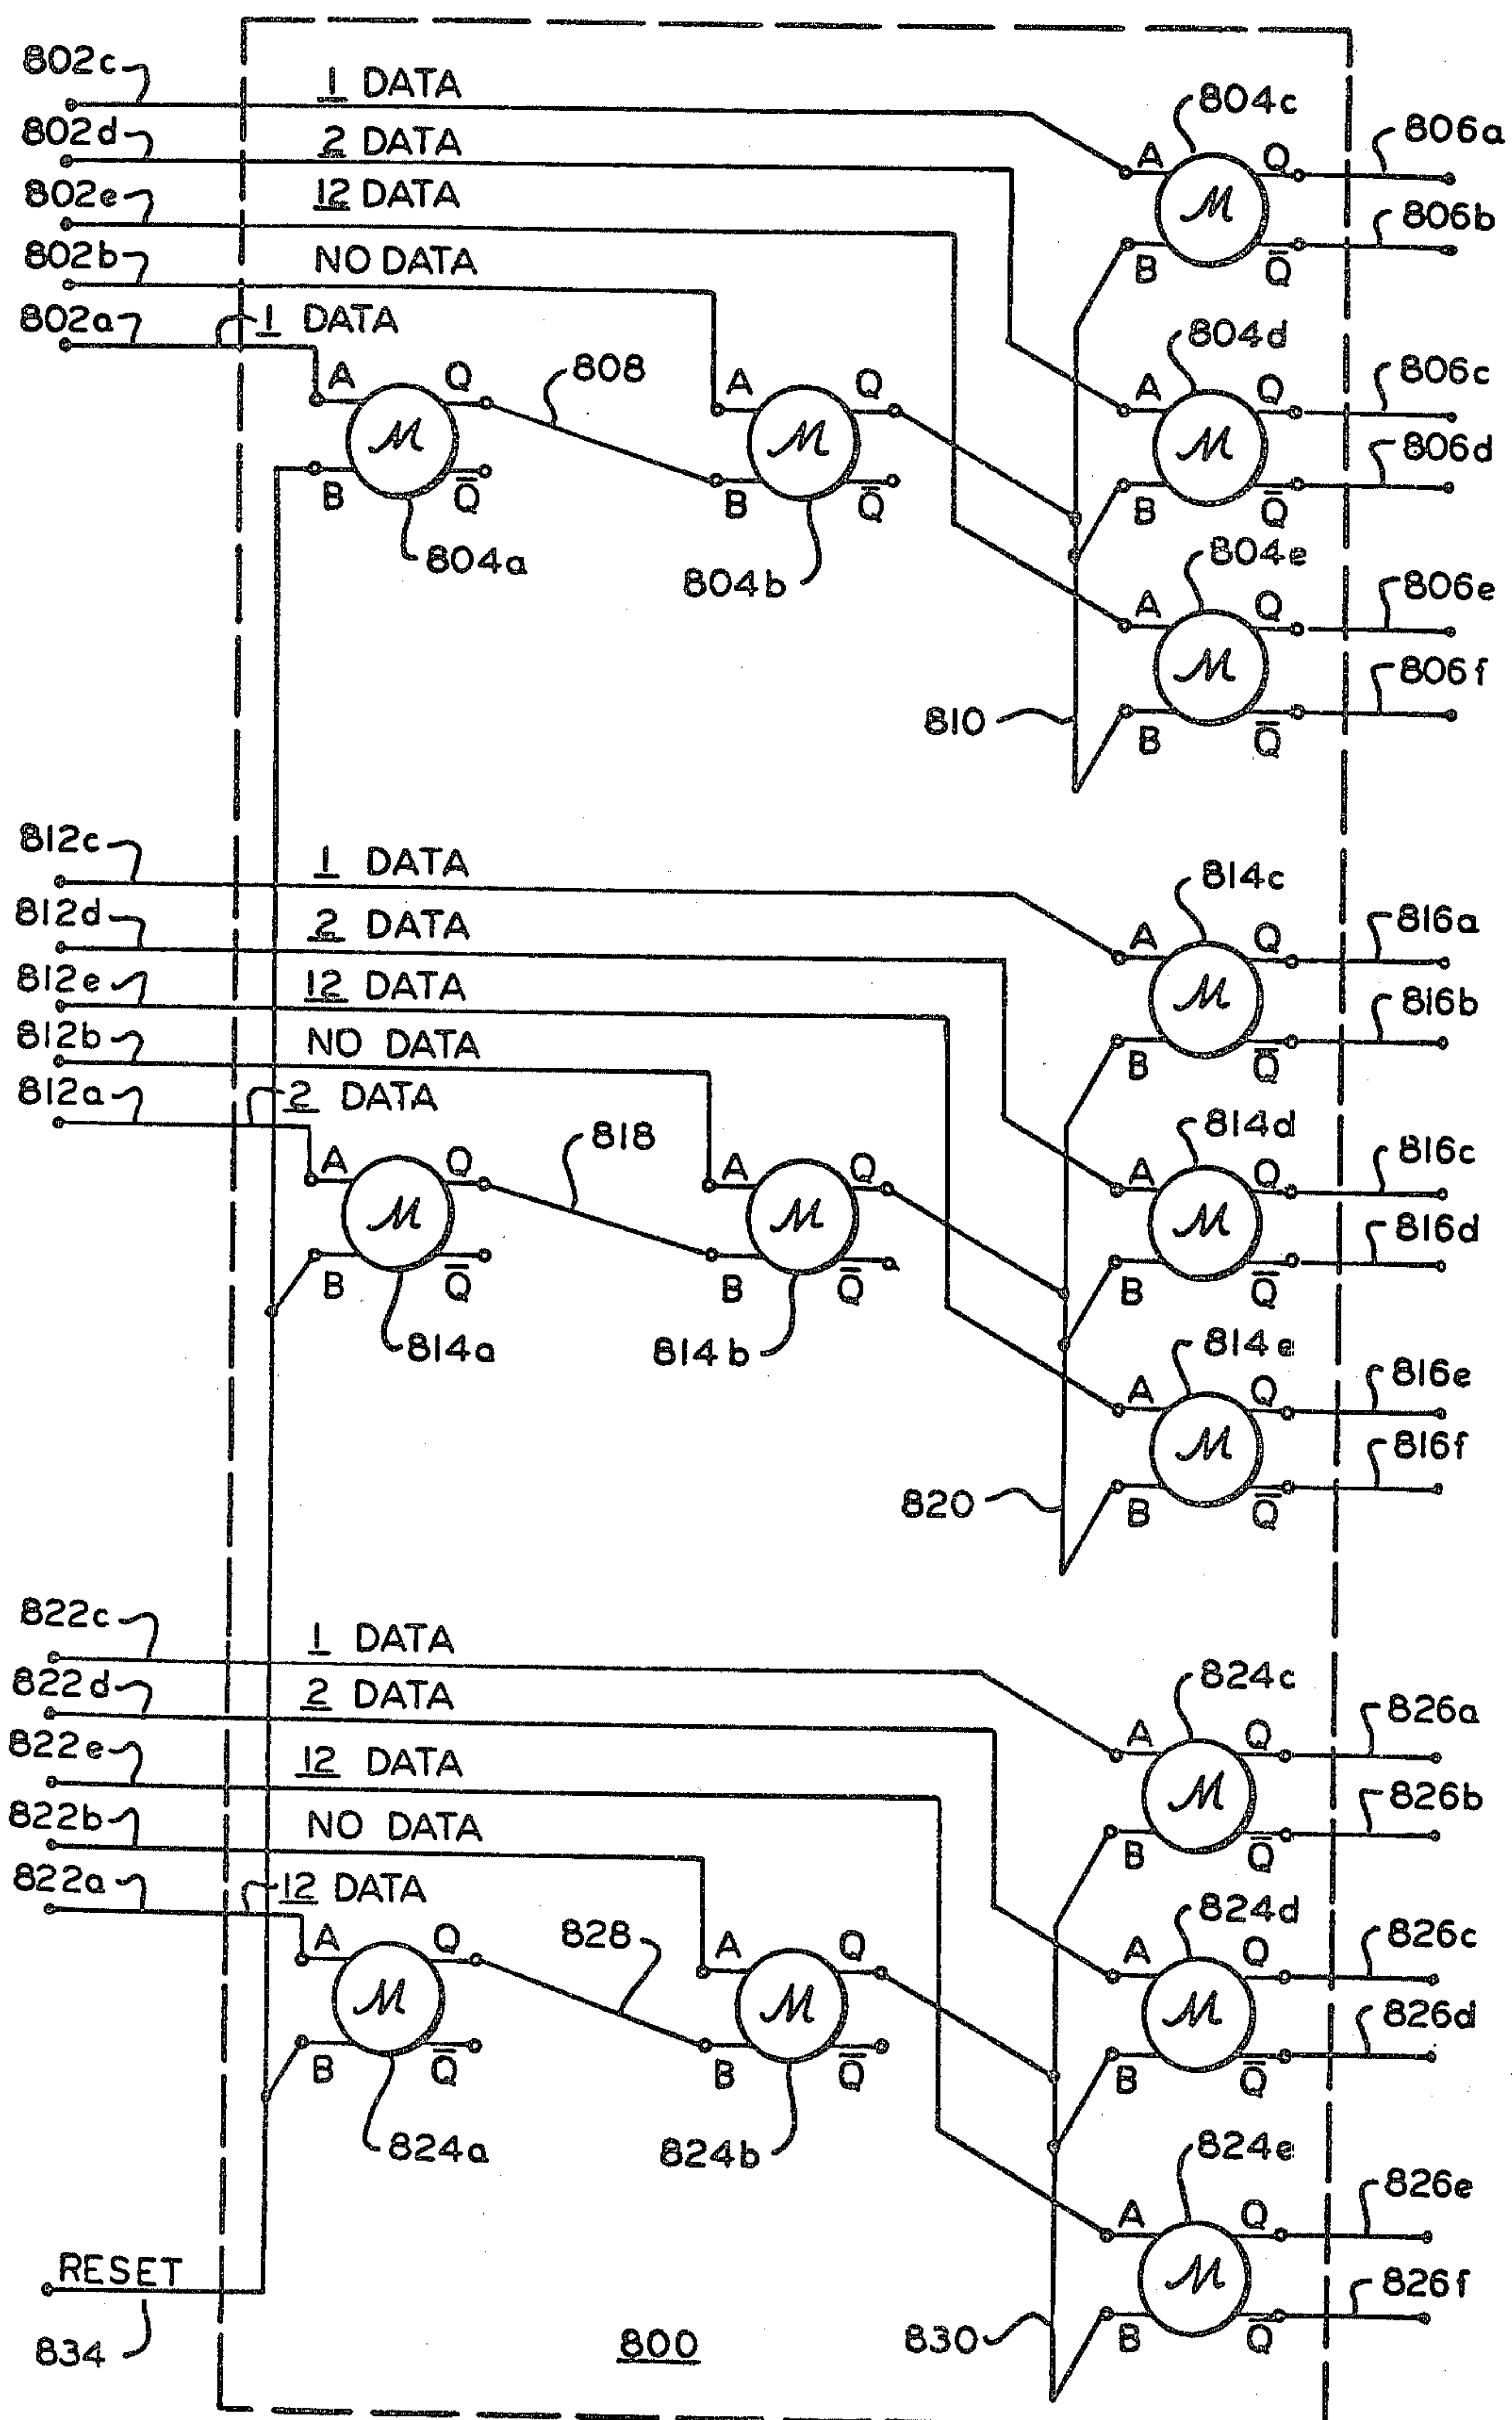 802c 1 DATA
804c
802d 2 DATA
A Q 806a
M
802e 12 DATA
B Q̅ 806b
802b NO DATA
802a 1 DATA
804d
A Q 808 A Q
A Q 806c
M M M
B Q̅ B Q̅
B Q̅ 806d
804a 804b
804e
A Q 806e
M
810 B Q̅ 806f
812c 1 DATA
814c
812d 2 DATA
A Q 816a
M
812e 12 DATA
B Q̅ 816b
812b NO DATA
812a 2 DATA
818 814d
A Q A Q A Q 816c
M M M
B Q̅ B Q̅ B Q̅ 816d
814a 814b
814e
A Q 816e
M
820 B Q̅ 816f
822c 1 DATA
824c
822d 2 DATA
A Q 826a
822e 12 DATA
M
822b NO DATA
B Q̅ 826b
822a 12 DATA
824d
A Q 828 A Q A Q 826c
M M M
B Q̅ B Q̅ B Q̅ 826d
824a 824b
824e
A Q 826e
M
RESET
834 800 830 B Q̅ 826f